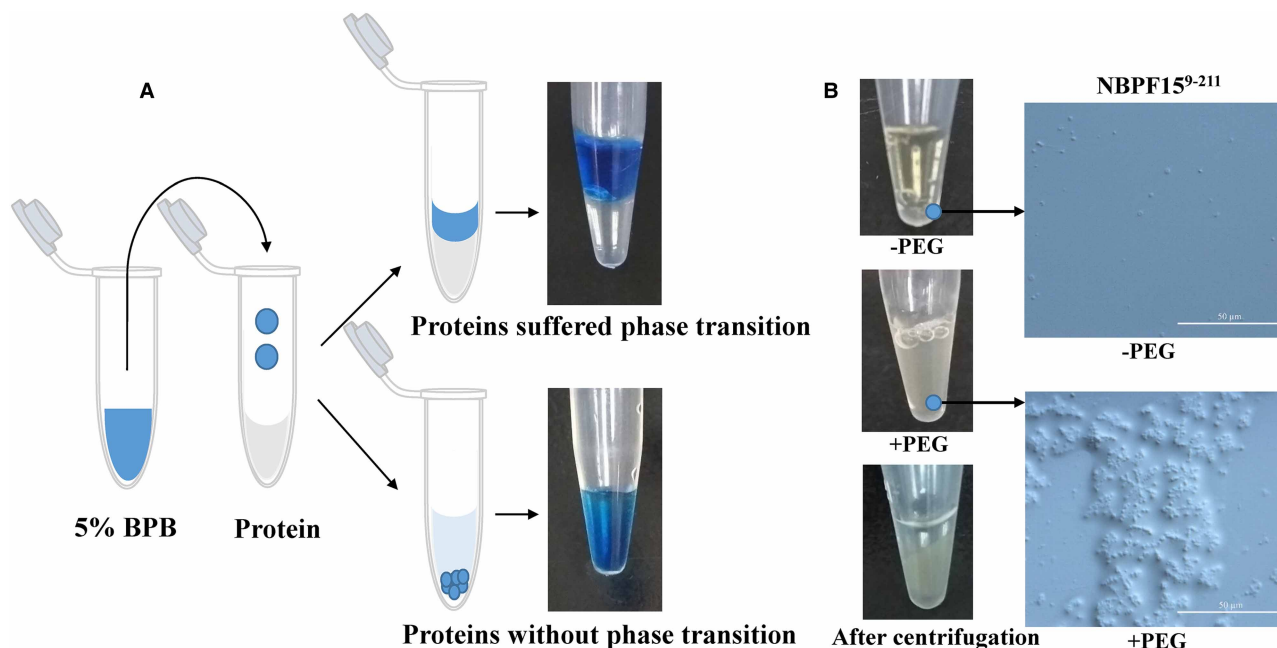 A
5% BPB
Protein
Proteins suffered phase transition
Proteins without phase transition
B
NBPF15⁹⁻²¹¹
-PEG
50 μm
-PEG
+PEG
50 μm
+PEG
After centrifugation